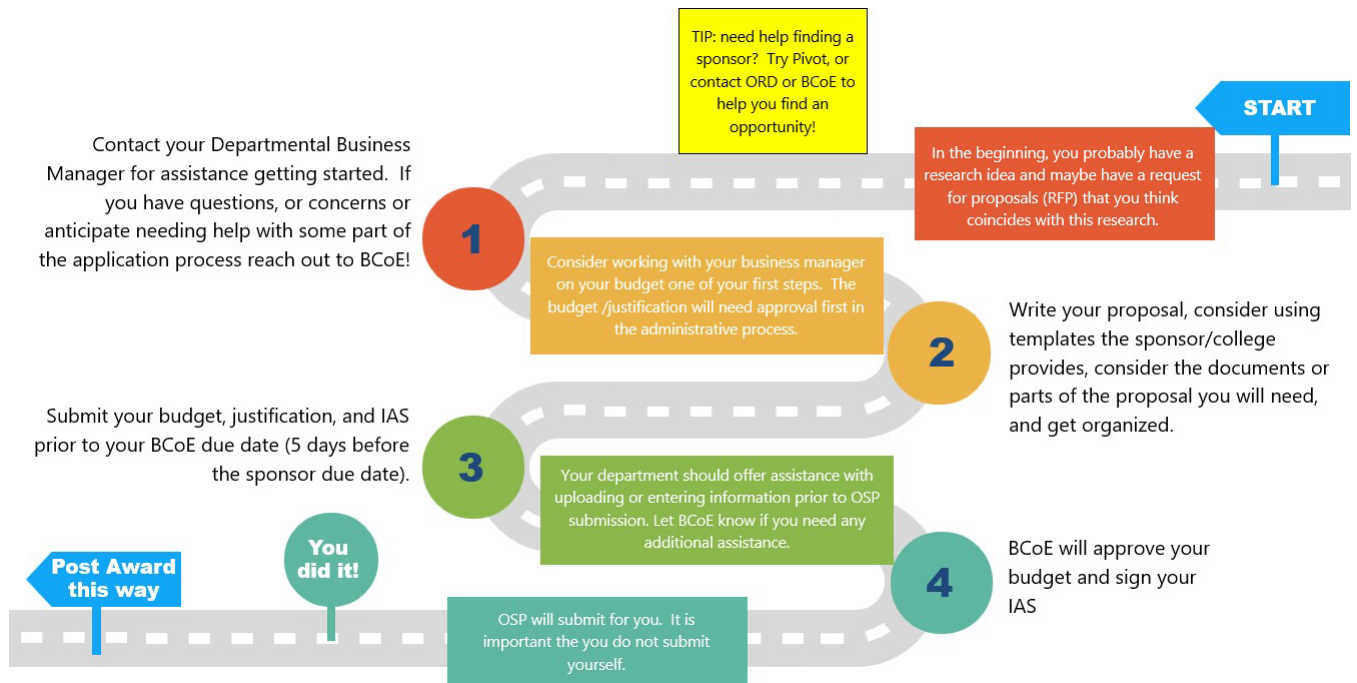 START
TIP: need help finding a
sponsor? Try Pivot, or
contact ORD or BCoE to
help you find an
opportunity!
In the beginning, you probably have a
research idea and maybe have a request
for proposals (RFP) that you think
coincides with this research.
Contact your Departmental Business
Manager for assistance getting started. If
you have questions, or concerns or
anticipate needing help with some part of
the application process reach out to BCoE!
1
Consider working with your business manager
on your budget one of your first steps. The
budget /justification will need approval first in
the administrative process.
2
Write your proposal, consider using
templates the sponsor/college
provides, consider the documents or
parts of the proposal you will need,
and get organized.
Submit your budget, justification, and IAS
prior to your BCoE due date (5 days before
the sponsor due date).
3
Your department should offer assistance with
uploading or entering information prior to OSP
submission. Let BCoE know if you need any
additional assistance.
4
BCoE will approve your
budget and sign your
IAS
OSP will submit for you. It is
important the you do not submit
yourself.
You
did it!
Post Award
this way